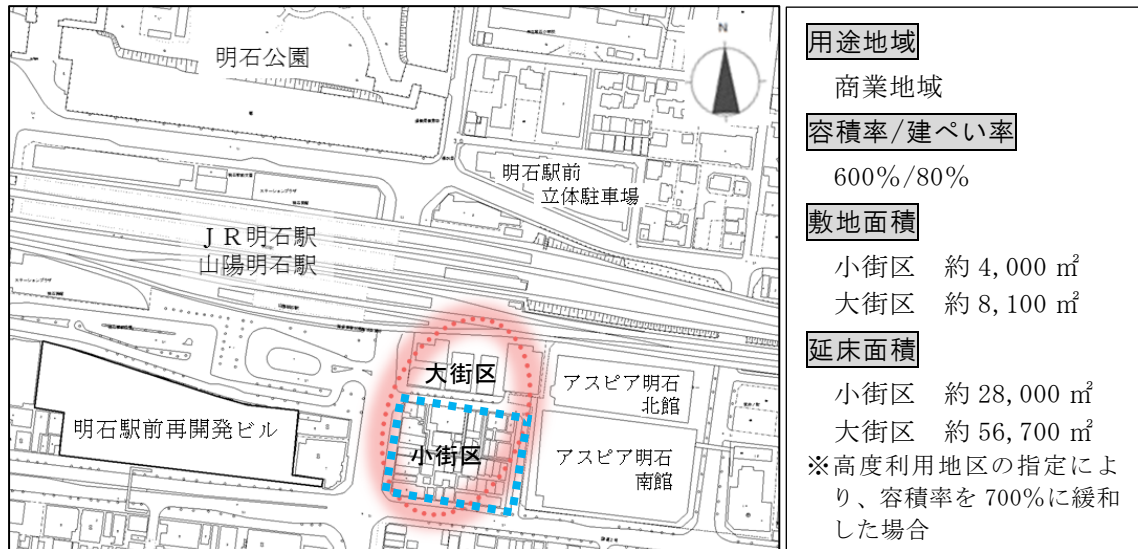 明石公園
N
明石駅前
立体駐車場
ＪＲ明石駅
山陽明石駅
大街区
小街区
アスピア明石
北館
アスピア明石
南館
明石駅前再開発ビル
用途地域
商業地域
容積率/建ぺい率
600%/80%
敷地面積
小街区　約 4,000 ㎡
大街区　約 8,100 ㎡
延床面積
小街区　約 28,000 ㎡
大街区　約 56,700 ㎡
※高度利用地区の指定によ
り、容積率を 700%に緩和
した場合